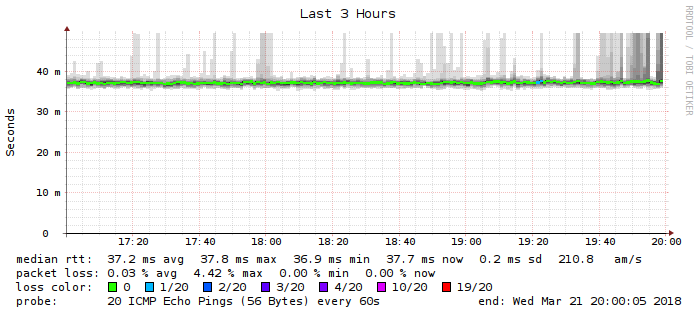 Last 3 Hours
RRDTOOL / TOBI OETIKER
Seconds
40 m
30 m
20 m
10 m
0
17:20 17:40 18:00 18:20 18:40 19:00 19:20 19:40 20:00
median rtt: 37.2 ms avg 37.8 ms max 36.9 ms min 37.7 ms now 0.2 ms sd 210.8 am/s
packet loss: 0.03 % avg 4.42 % max 0.00 % min 0.00 % now
loss color: 0 1/20 2/20 3/20 4/20 10/20 19/20
probe: 20 ICMP Echo Pings (56 Bytes) every 60s end: Wed Mar 21 20:00:05 2018